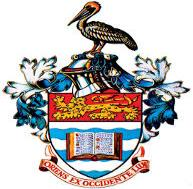 ORIENS EX OCCIDENTE LUX